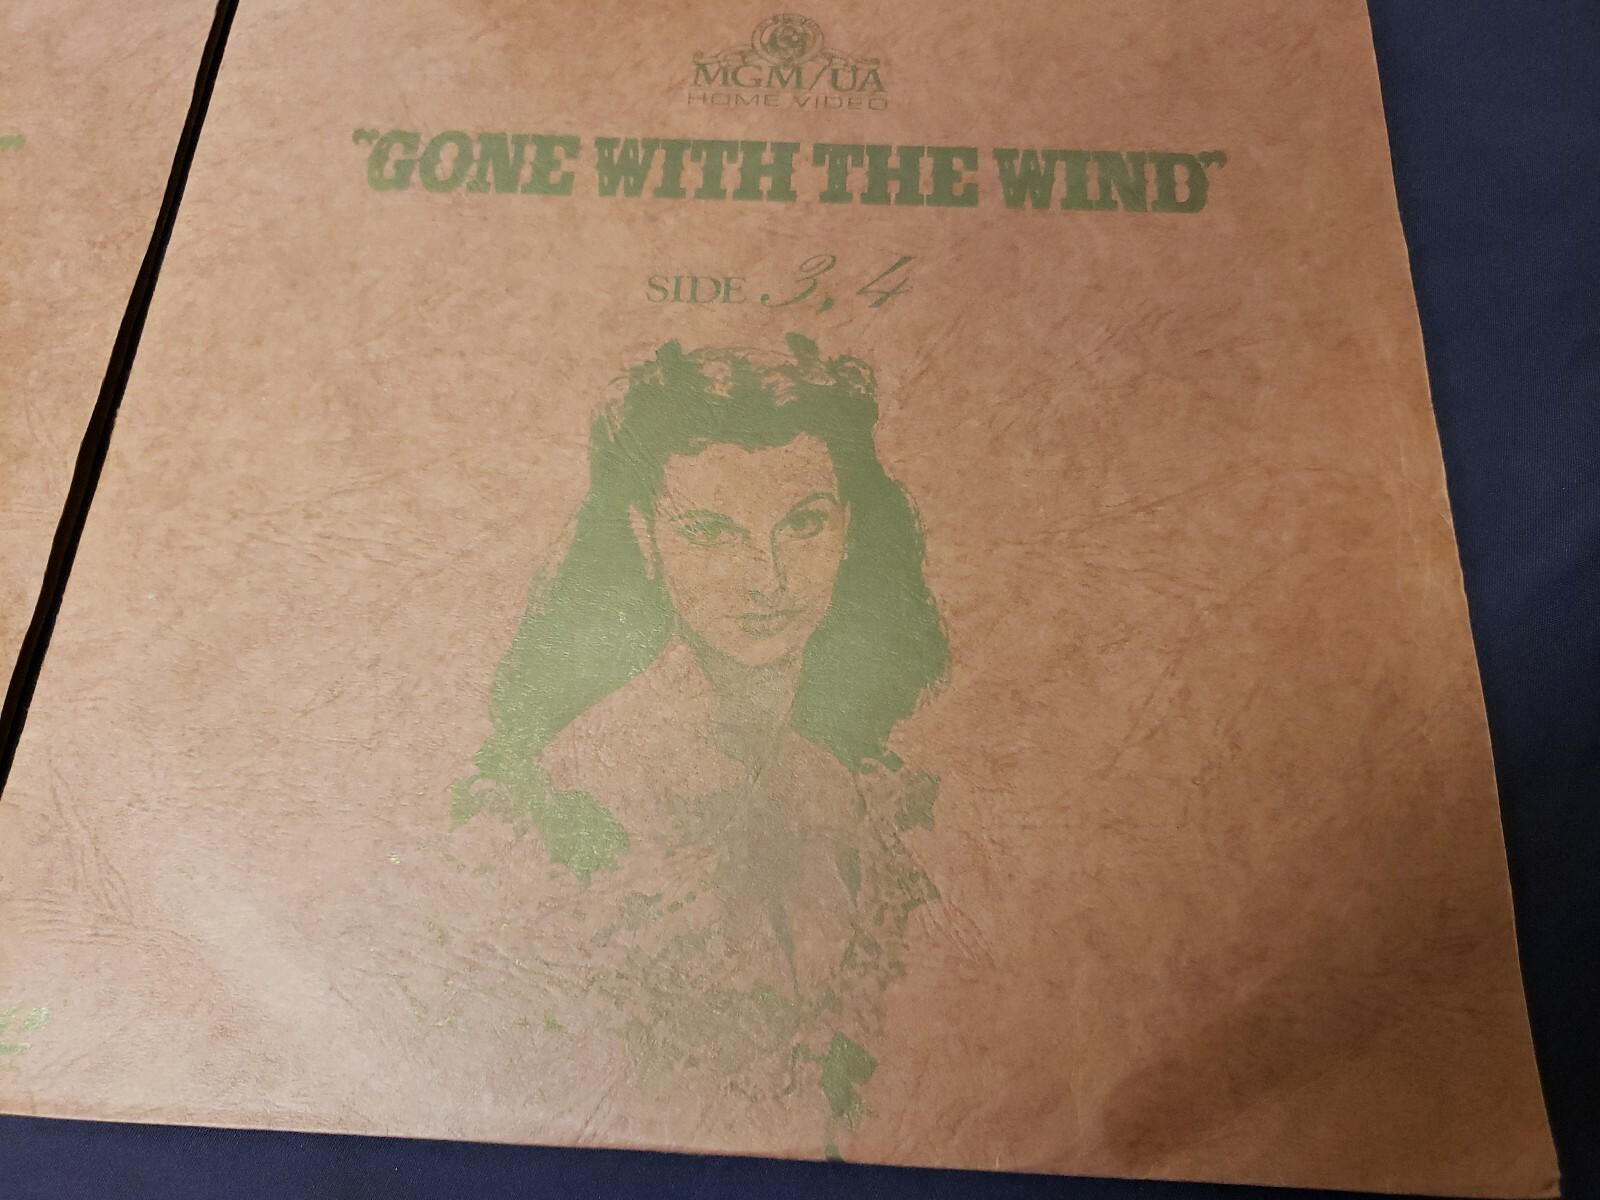 MGM/UA
HOME VIDEO
"GONE WITH THE WIND"
SIDE 3, 4